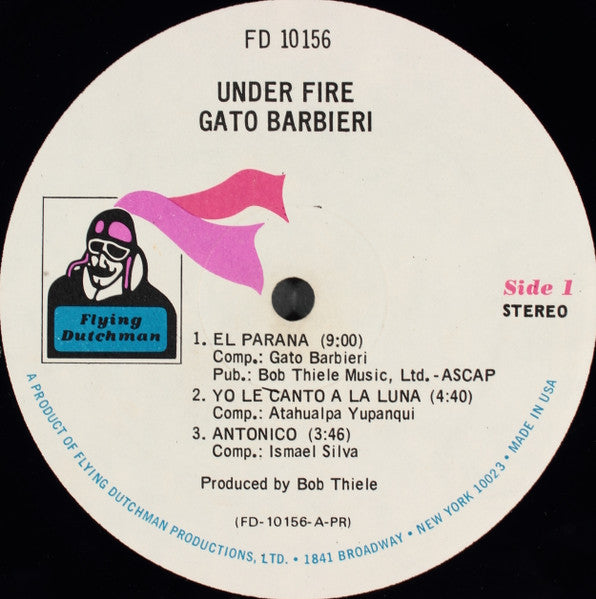 FD 10156
UNDER FIRE
GATO BARBIERI
Flying
Dutchman
Side 1
STEREO
1. EL PARANA (9:00)
Comp.: Gato Barbieri
Pub.: Bob Thiele Music, Ltd. - ASCAP
2. YO LE CANTO A LA LUNA (4:40)
Comp.: Atahualpa Yupanqui
3. ANTONICO (3:46)
Comp.: Ismael Silva
Produced by Bob Thiele
(FD-10156-A-PR)
A PRODUCT OF FLYING DUTCHMAN PRODUCTIONS, LTD. • 1841 BROADWAY • NEW YORK 10023 • MADE IN USA